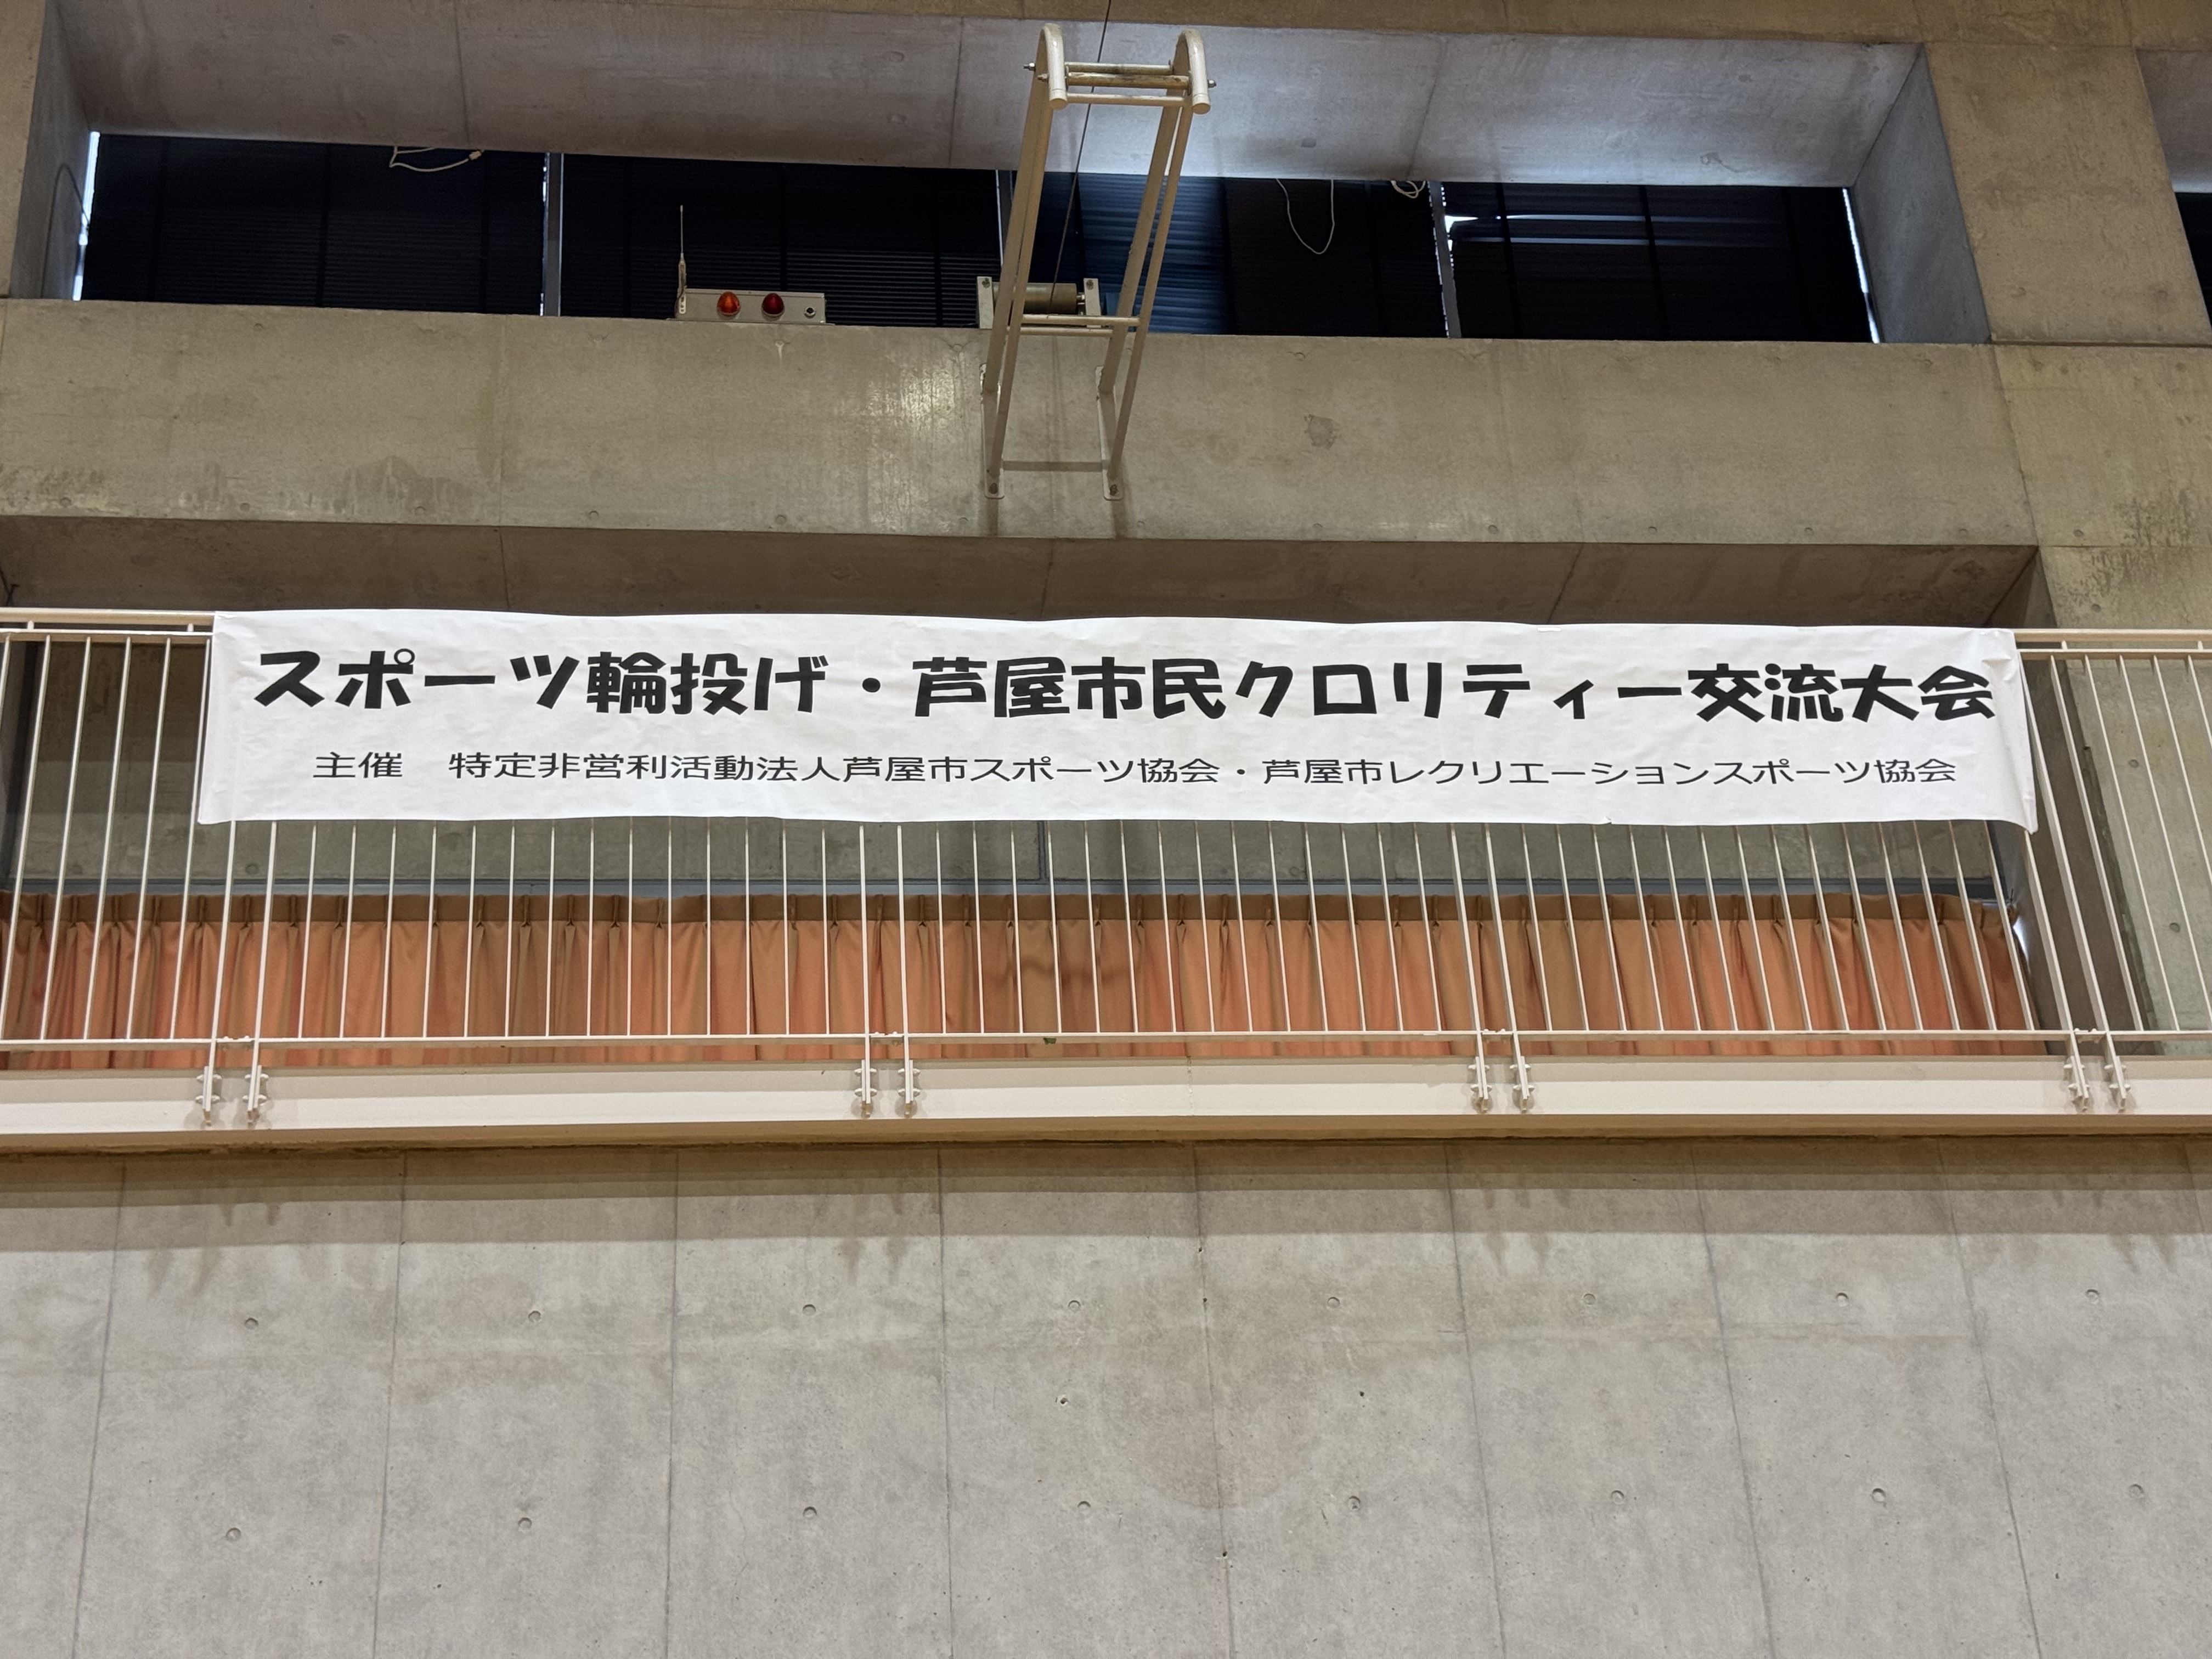 スポーツ輪投げ・芦屋市民クロリティー交流大会
主催　特定非営利活動法人芦屋市スポーツ協会・芦屋市レクリエーションスポーツ協会